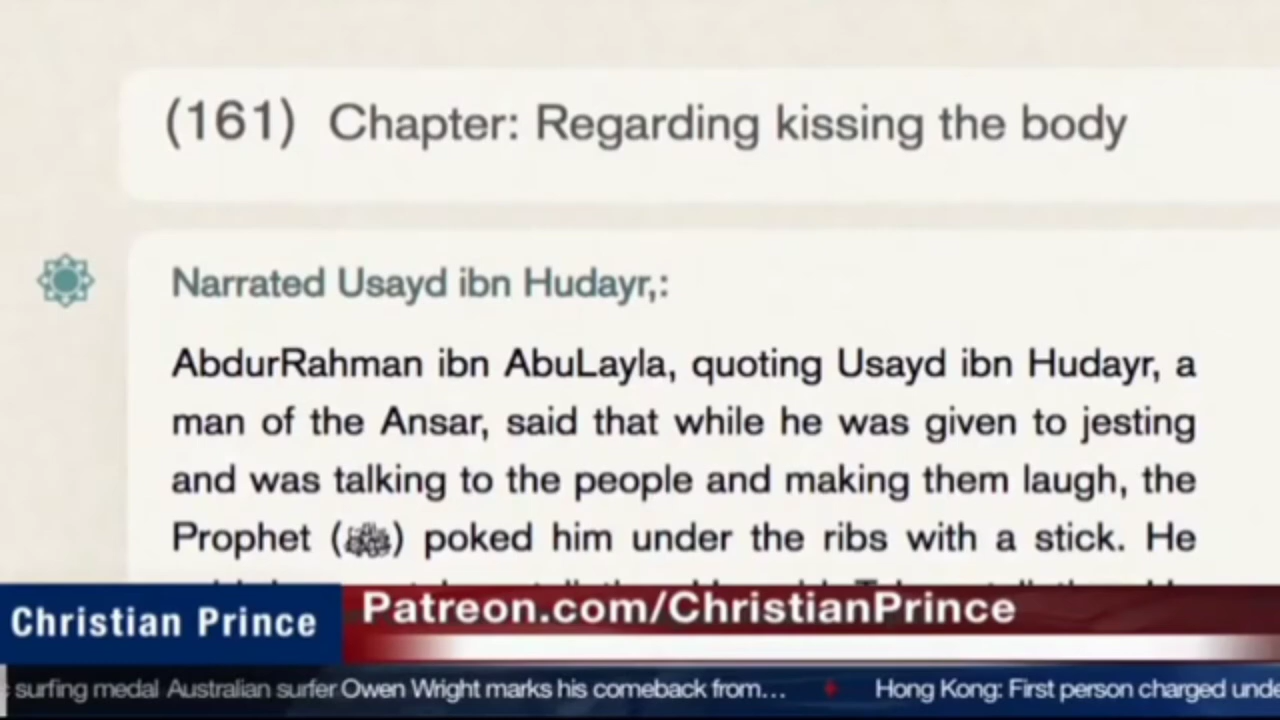 (161) Chapter: Regarding kissing the body
Narrated Usayd ibn Hudayr,:
AbdurRahman ibn AbuLayla, quoting Usayd ibn Hudayr, a
man of the Ansar, said that while he was given to jesting
and was talking to the people and making them laugh, the
Prophet (ﷺ) poked him under the ribs with a stick. He
Christian Prince
Patreon.com/ChristianPrince
surfing medal Australian surfer Owen Wright marks his comeback from... Hong Kong: First person charged unde